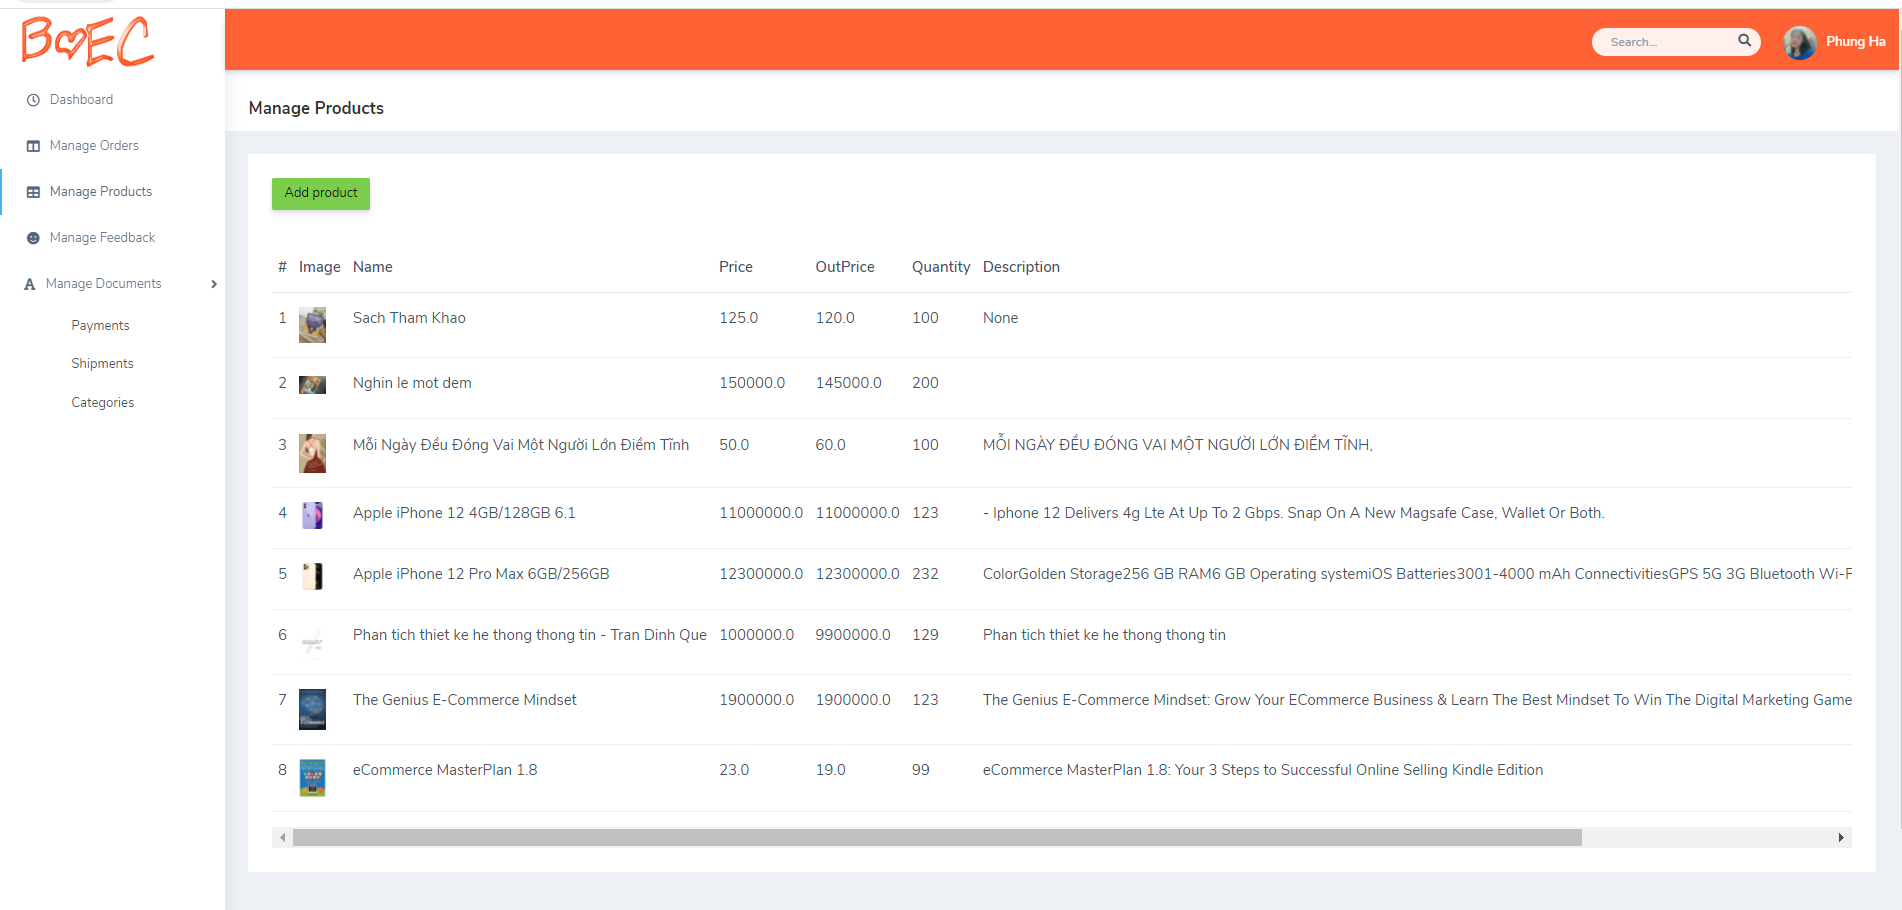 B♥EC
Search...
Phung Ha
Dashboard
Manage Orders
Manage Products
Manage Feedback
Manage Documents
Payments
Shipments
Categories
Manage Products
Add product
# Image Name Price OutPrice Quantity Description
1 Sach Tham Khao 125.0 120.0 100 None
2 Nghin le mot dem 150000.0 145000.0 200
3 Mỗi Ngày Đều Đóng Vai Một Người Lớn Điềm Tĩnh 50.0 60.0 100 MỖI NGÀY ĐỀU ĐÓNG VAI MỘT NGƯỜI LỚN ĐIỀM TĨNH,
4 Apple iPhone 12 4GB/128GB 6.1 11000000.0 11000000.0 123 - Iphone 12 Delivers 4g Lte At Up To 2 Gbps. Snap On A New Magsafe Case, Wallet Or Both.
5 Apple iPhone 12 Pro Max 6GB/256GB 12300000.0 12300000.0 232 ColorGolden Storage256 GB RAM6 GB Operating systemiOS Batteries3001-4000 mAh ConnectivitiesGPS 5G 3G Bluetooth Wi-F
6 Phan tich thiet ke he thong thong tin - Tran Dinh Que 1000000.0 9900000.0 129 Phan tich thiet ke he thong thong tin
7 The Genius E-Commerce Mindset 1900000.0 1900000.0 123 The Genius E-Commerce Mindset: Grow Your ECommerce Business & Learn The Best Mindset To Win The Digital Marketing Game
8 eCommerce MasterPlan 1.8 23.0 19.0 99 eCommerce MasterPlan 1.8: Your 3 Steps to Successful Online Selling Kindle Edition